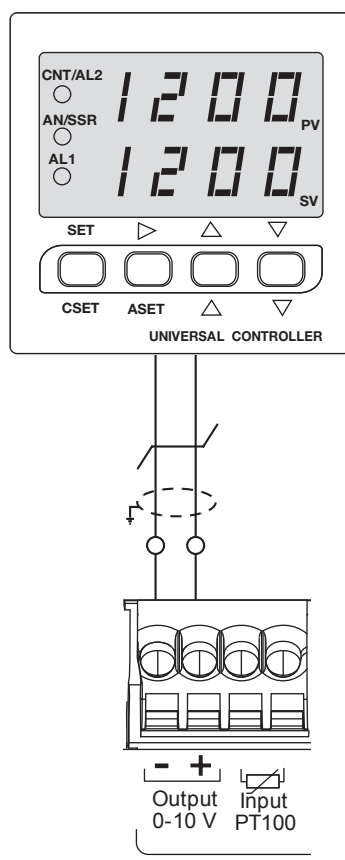 CNT/AL2
1200
PV
AN/SSR
AL1
1200
SV
SET
CSET ASET
UNIVERSAL CONTROLLER
- +
Output Input
0-10 V PT100